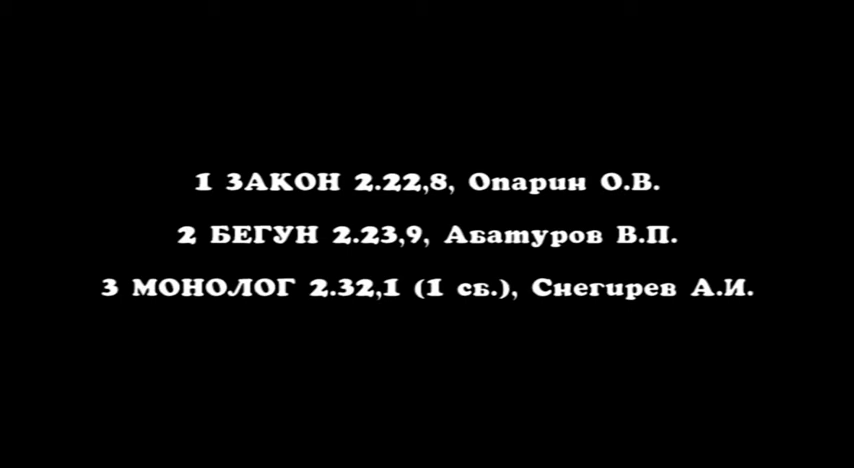 1 ЗАКОН 2.22,8, Опарин О.В.
2 БЕГУН 2.23,9, Абатуров В.П.
3 МОНОЛОГ 2.32,1 (1 сб.), Снегирев А.И.